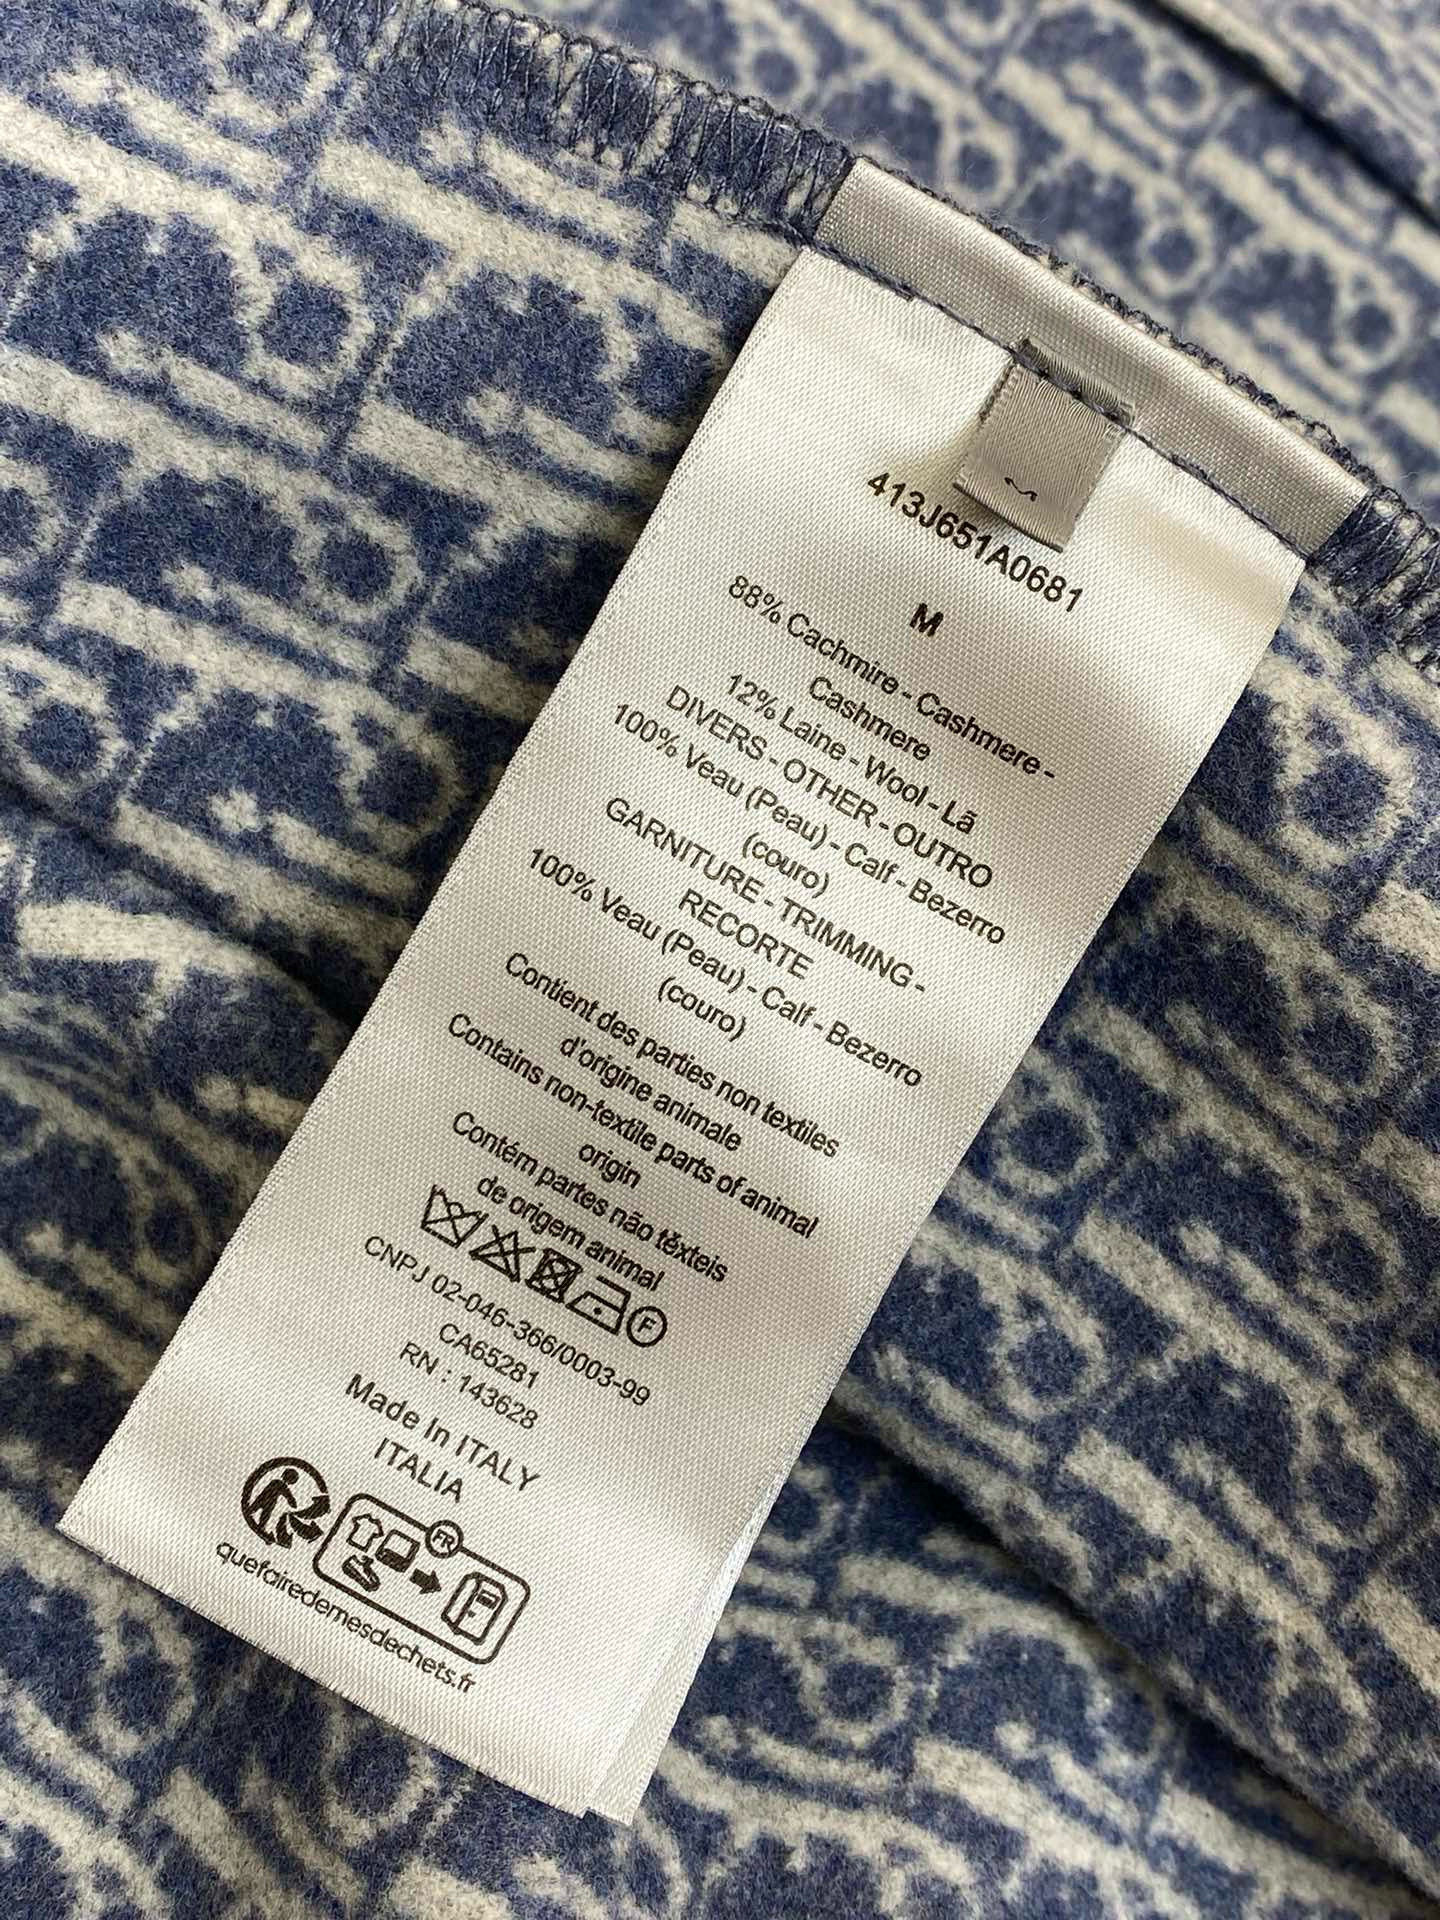 413J651A0681
M
88% Cachmire - Cashmere -
Cashmere
12% Laine - Wool - Lã
DIVERS - OTHER - OUTRO
100% Veau (Peau) - Calf - Bezerro
(couro)
GARNITURE - TRIMMING -
RECORTE
100% Veau (Peau) - Calf - Bezerro
(couro)
Contient des parties non textiles
d'origine animale
Contains non-textile parts of animal
origin
Contém partes não těxteis
de origem animal
F
CNPJ 02-046-366/0003-99
CA65281
RN : 143628
Made In ITALY
ITALIA
FR
quefairedemesdechets.fr